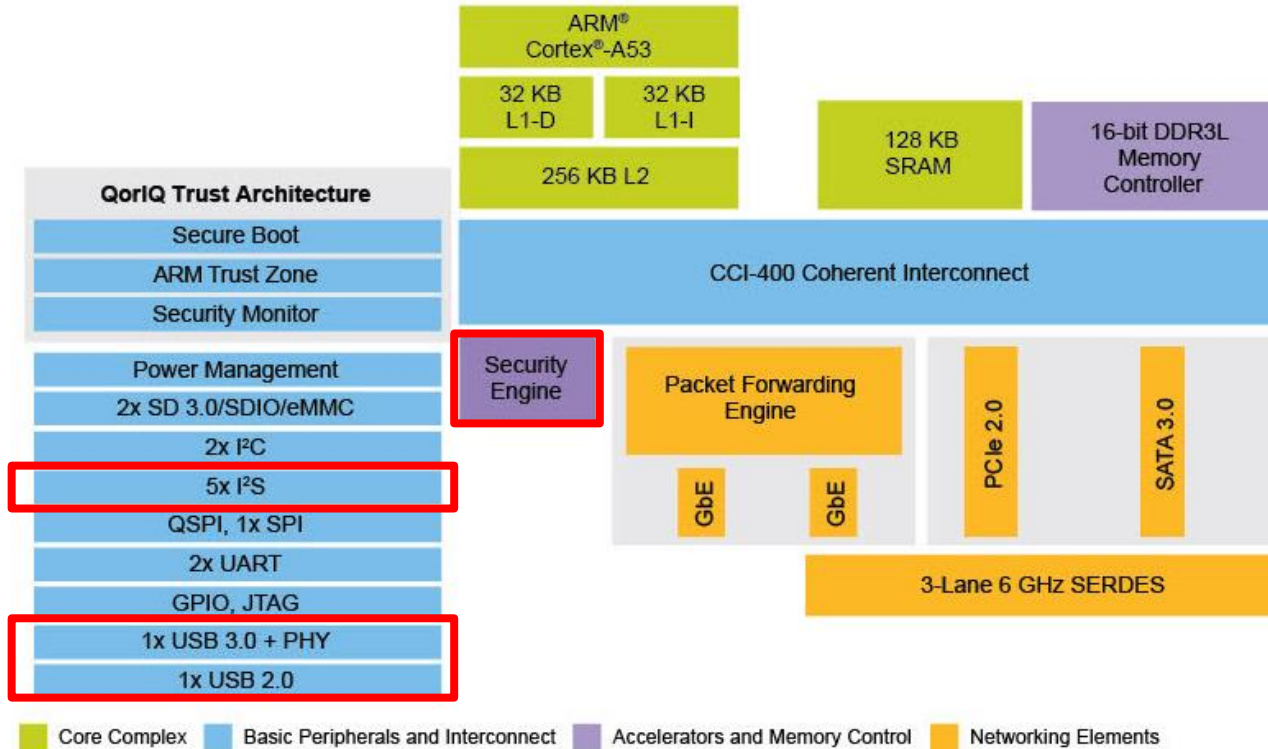 ARM®
Cortex®-A53
32 KB
L1-D
32 KB
L1-I
256 KB L2
128 KB
SRAM
16-bit DDR3L
Memory
Controller
QorIQ Trust Architecture
Secure Boot
ARM Trust Zone
Security Monitor
CCI-400 Coherent Interconnect
Power Management
2x SD 3.0/SDIO/eMMC
2x I²C
5x I²S
QSPI, 1x SPI
2x UART
GPIO, JTAG
1x USB 3.0 + PHY
1x USB 2.0
Security
Engine
Packet Forwarding
Engine
GbE
GbE
PCIe 2.0
SATA 3.0
3-Lane 6 GHz SERDES
Core Complex
Basic Peripherals and Interconnect
Accelerators and Memory Control
Networking Elements